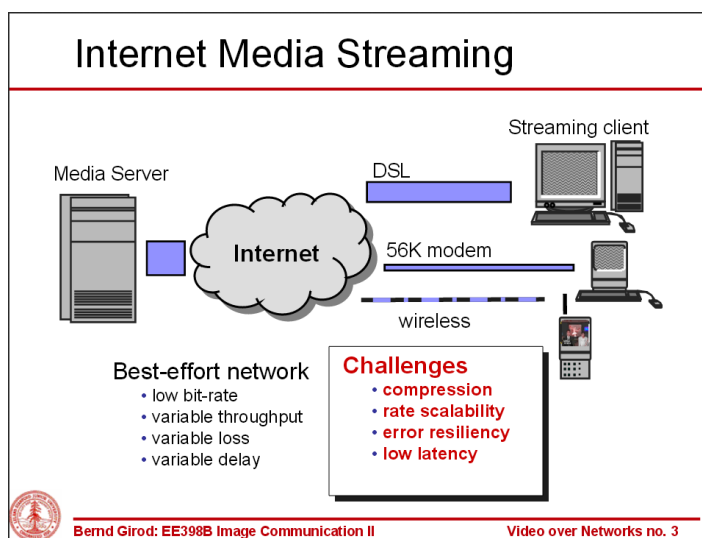 Internet Media Streaming
Streaming client
Media Server
DSL
Internet
56K modem
wireless
Best-effort network
• low bit-rate
• variable throughput
• variable loss
• variable delay
Challenges
• compression
• rate scalability
• error resiliency
• low latency
Bernd Girod: EE398B Image Communication II
Video over Networks no. 3